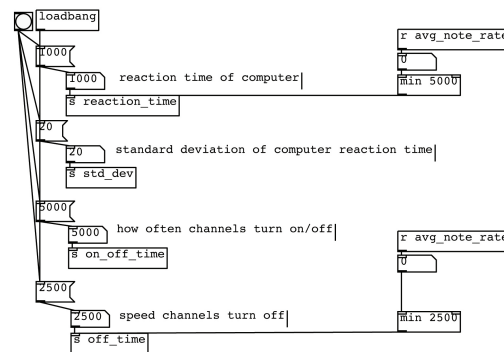 loadbang
r avg_note_rate
1000
0
1000
reaction time of computer
min 5000
s reaction_time
20
20
standard deviation of computer reaction time
s std_dev
5000
5000
how often channels turn on/off
r avg_note_rate
s on_off_time
0
2500
2500
speed channels turn off
min 2500
s off_time